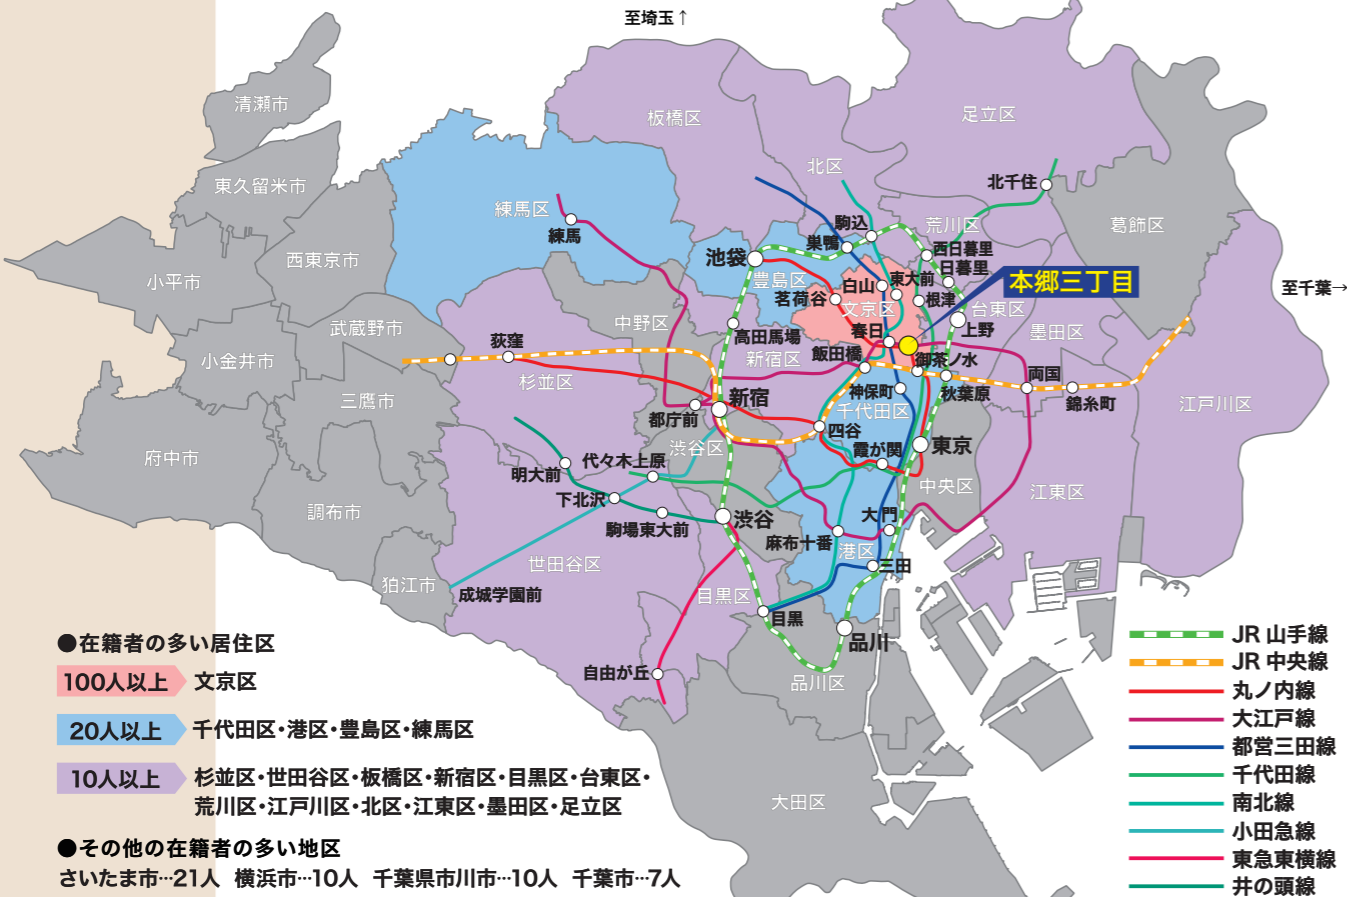 至埼玉↑
清瀬市
板橋区
足立区
北区
東久留米市
北千住
練馬区
駒込
荒川区
葛飾区
練馬
巣鴨
西日暮里
西東京市
池袋
日暮里
小平市
豊島区
白山
東大前
本郷三丁目
至千葉→
茗荷谷
文京区
根津
台東区
武蔵野市
中野区
上野
墨田区
荻窪
高田馬場
春日
小金井市
新宿区
飯田橋
御茶ノ水
両国
杉並区
神保町
秋葉原
錦糸町
三鷹市
新宿
千代田区
江戸川区
都庁前
四谷
府中市
渋谷区
霞が関
東京
明大前
代々木上原
中央区
江東区
下北沢
調布市
駒場東大前
渋谷
大門
麻布十番
港区
世田谷区
三田
狛江市
成城学園前
目黒区
目黒
品川
自由が丘
品川区
大田区
●在籍者の多い居住区
100人以上 文京区
20人以上 千代田区・港区・豊島区・練馬区
10人以上 杉並区・世田谷区・板橋区・新宿区・目黒区・台東区・
荒川区・江戸川区・北区・江東区・墨田区・足立区
●その他の在籍者の多い地区
さいたま市…21人 横浜市…10人 千葉県市川市…10人 千葉市…7人
JR 山手線
JR 中央線
丸ノ内線
大江戸線
都営三田線
千代田線
南北線
小田急線
東急東横線
井の頭線